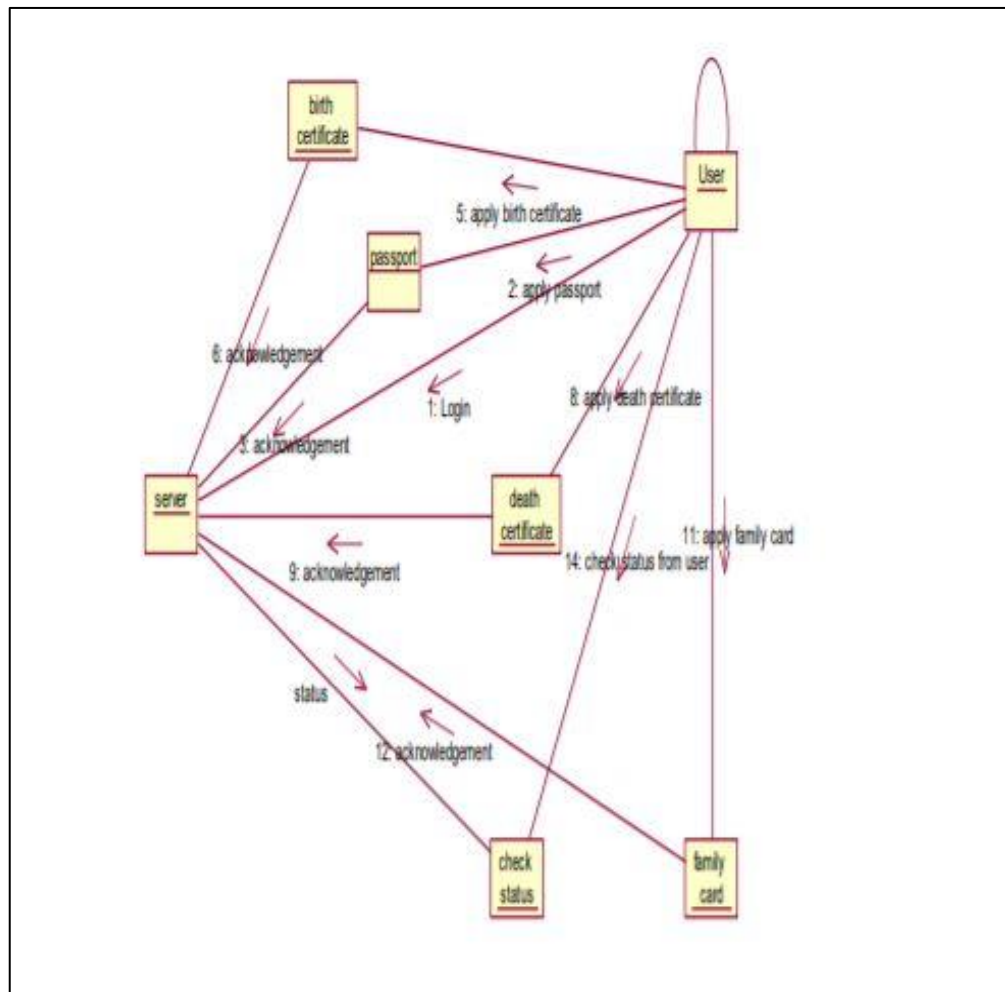 birth
certificate
User
5: apply birth certificate
passport
2: apply passport
6: acknowledgement
1: Login
8: apply death certificate
3: acknowledgement
server
death
certificate
11: apply family card
14: check status from user
9: acknowledgement
status
12: acknowledgement
check
status
family
card